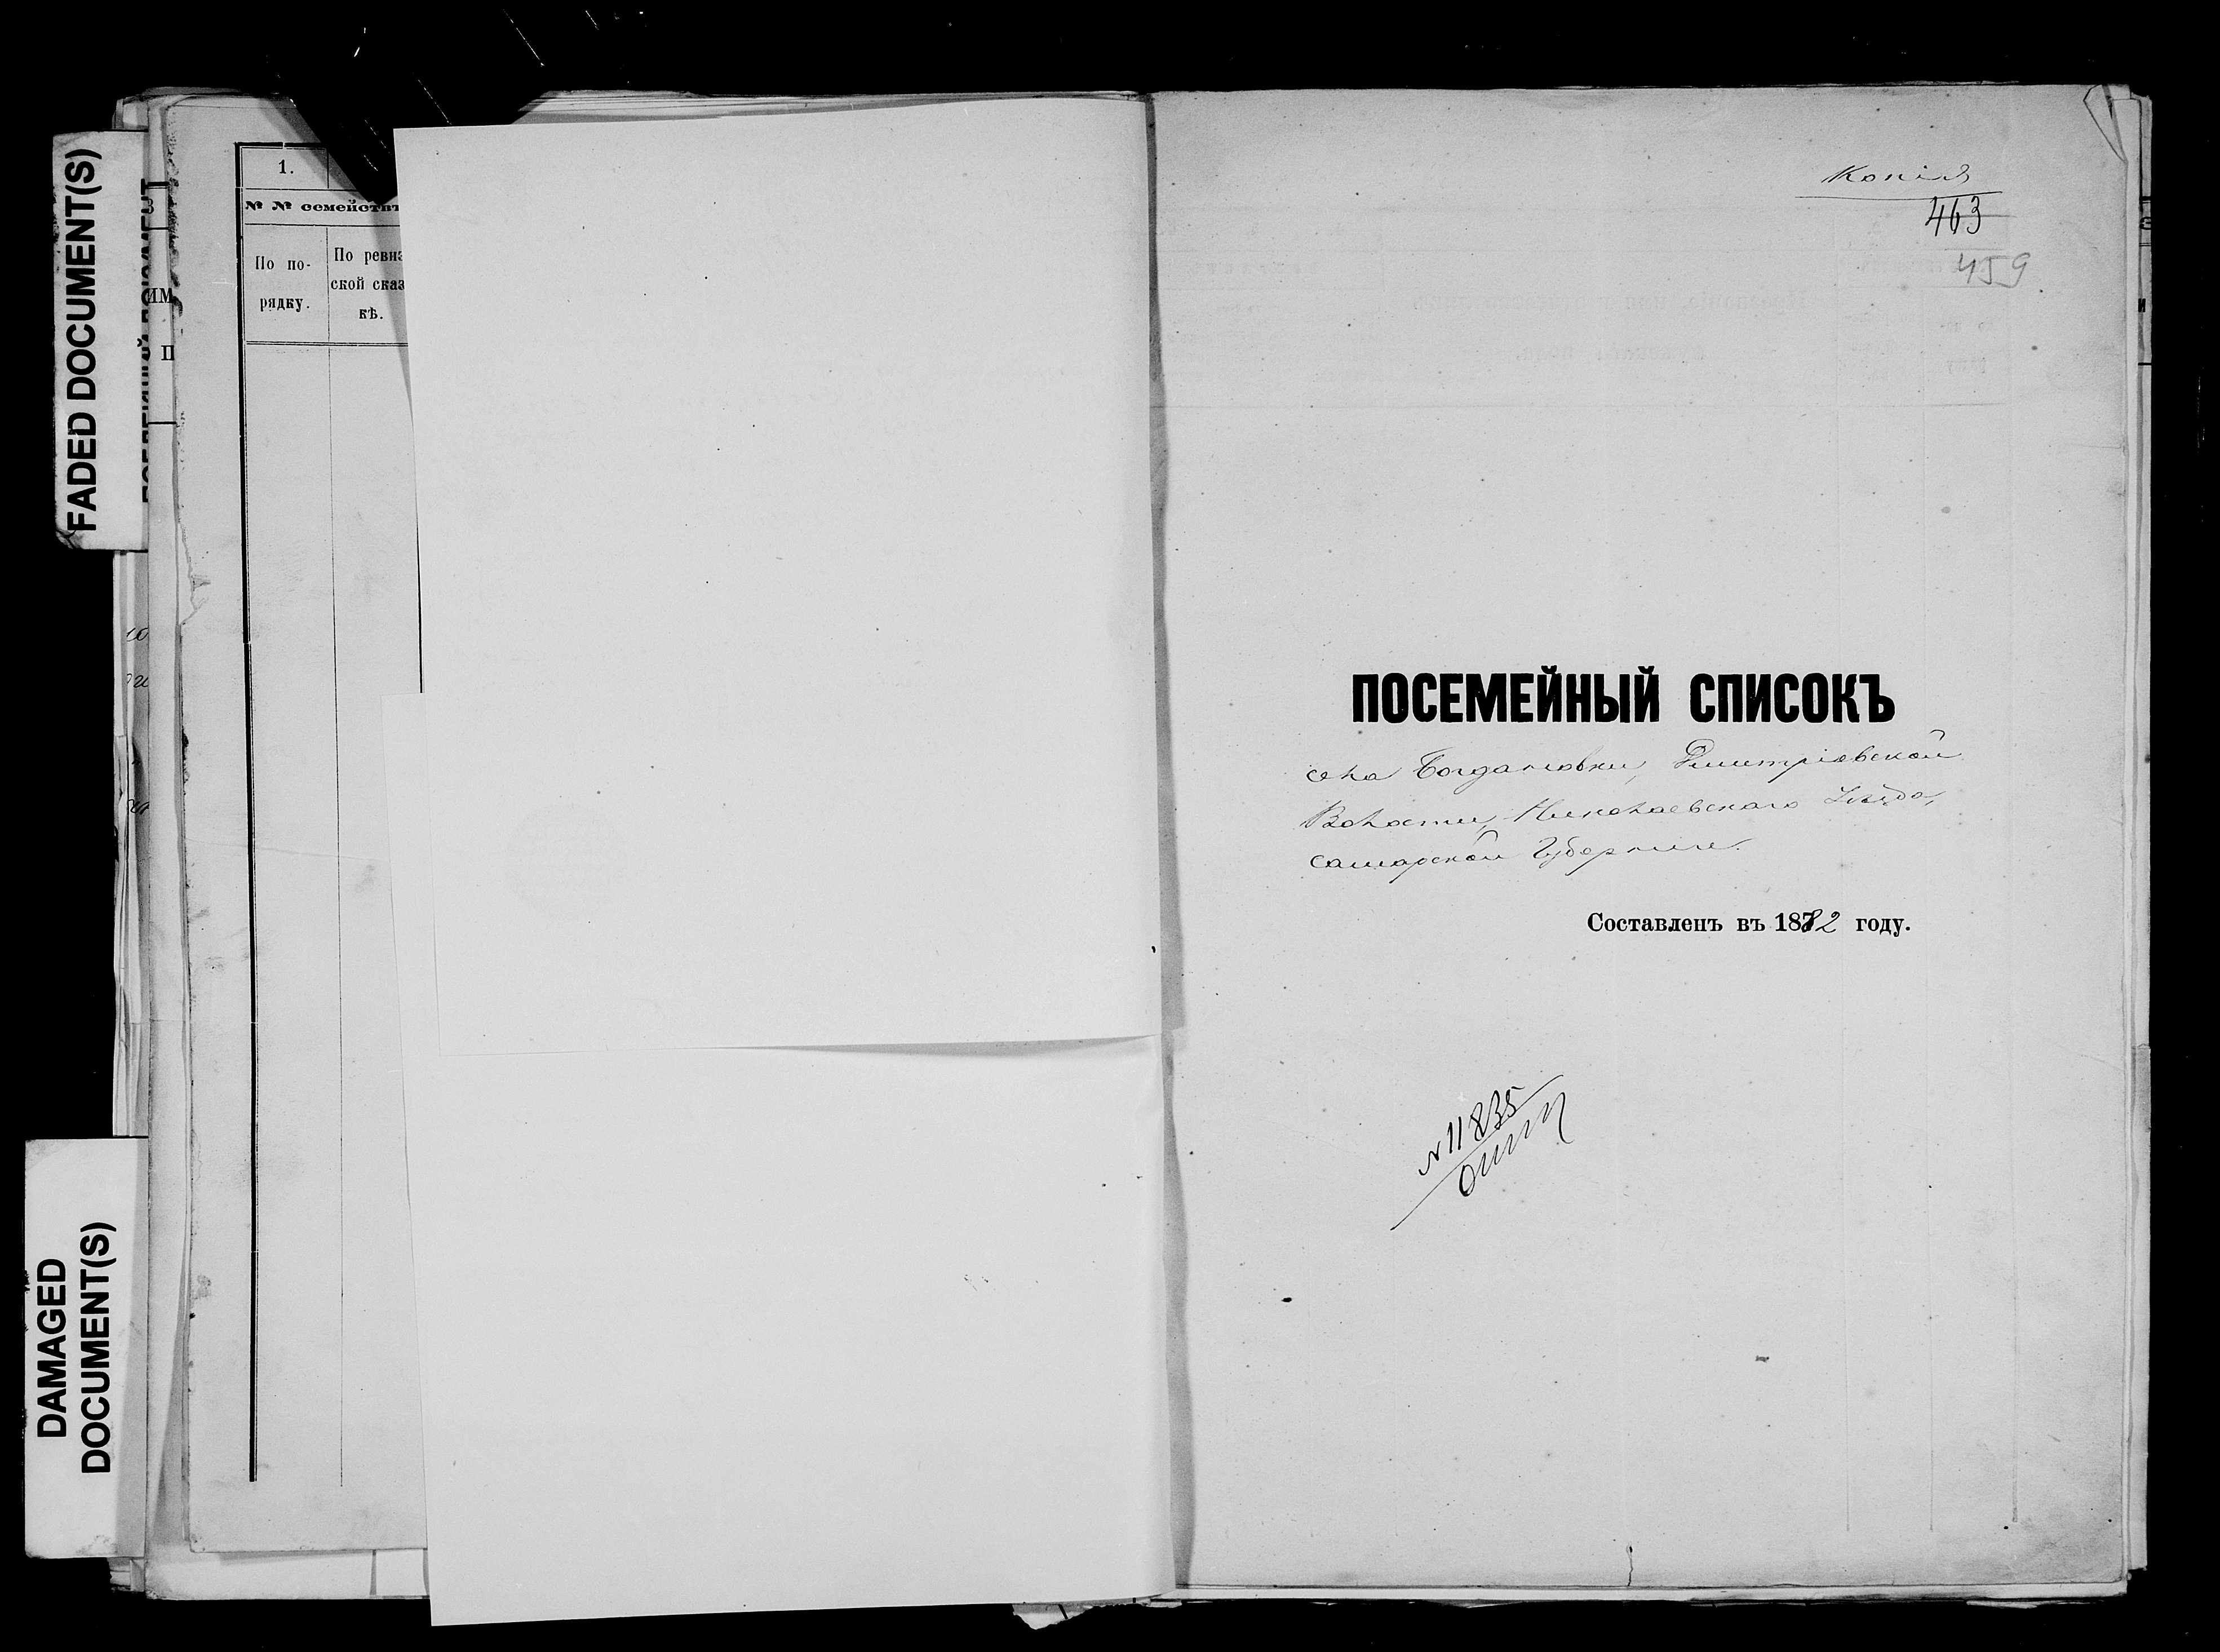 FADED DOCUMENT(S)
DAMAGED
DOCUMENT(S)
1.
№ № семействъ
По по-
рядку.
По ревиз
ской сказ
кѣ.
Копія
463
459
ПОСЕМЕЙНЫЙ СПИСОКЪ
села Богдановки, Дмитріевской
Волости, Николаевскаго Уѣзда,
Самарской Губерніи.
Составленъ въ 1882 году.
№ 11835